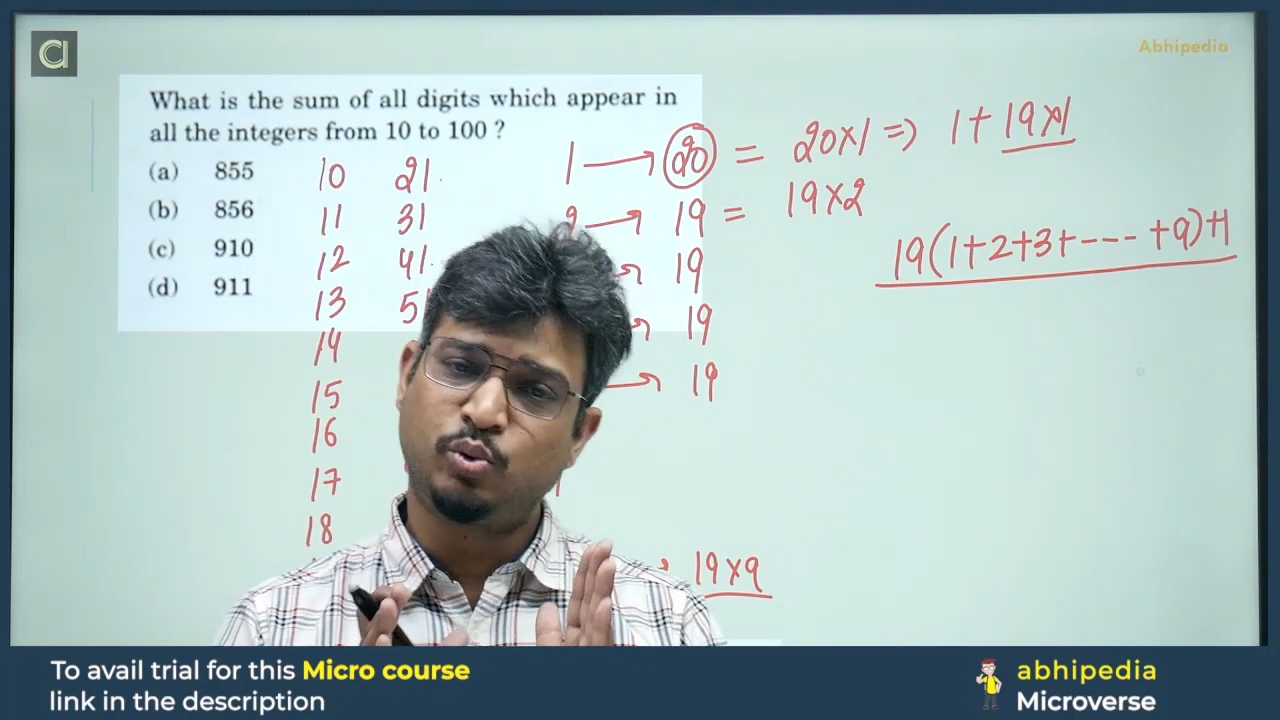 Abhipedia
What is the sum of all digits which appear in
all the integers from 10 to 100 ?
(a) 855
(b) 856
(c) 910
(d) 911
10 21
11 31
12 41
13 5
14
15
16
17
18
1 → 20 = 20×1 ⇒ 1 + 19×1
2 → 19 = 19×2
19
19
→ 19
19×9
19(1+2+3+----+9)+1
To avail trial for this Micro course
link in the description
abhipedia
Microverse